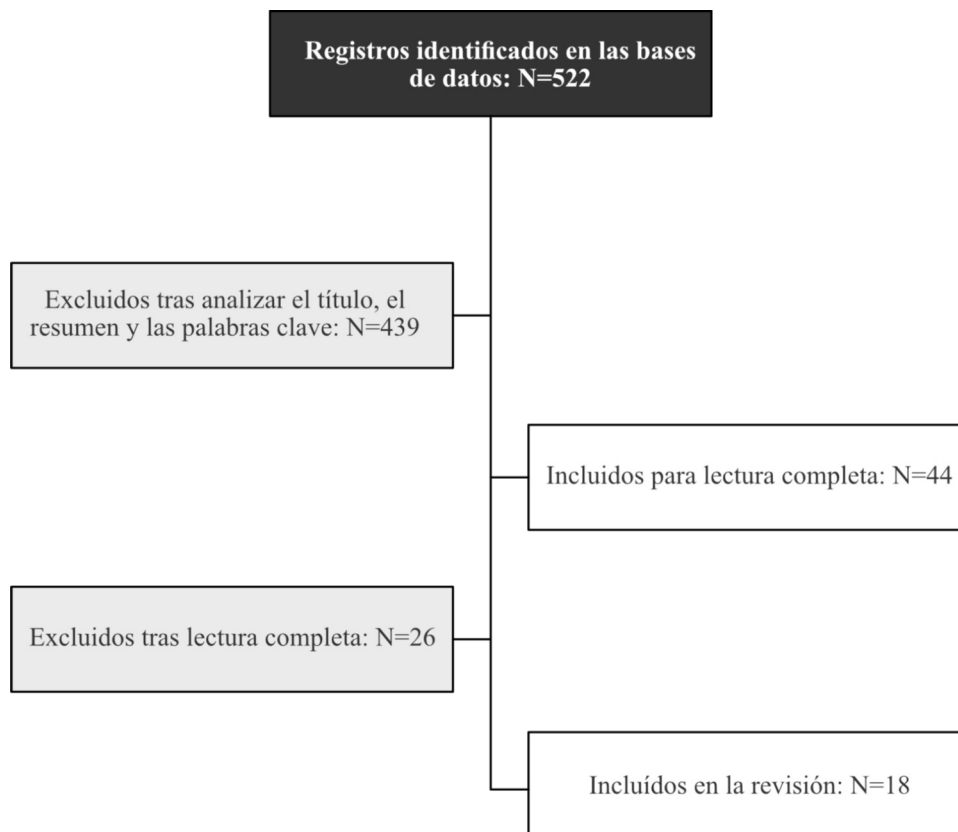 Registros identificados en las bases
de datos: N=522
Excluidos tras analizar el título, el
resumen y las palabras clave: N=439
Incluidos para lectura completa: N=44
Excluidos tras lectura completa: N=26
Incluídos en la revisión: N=18